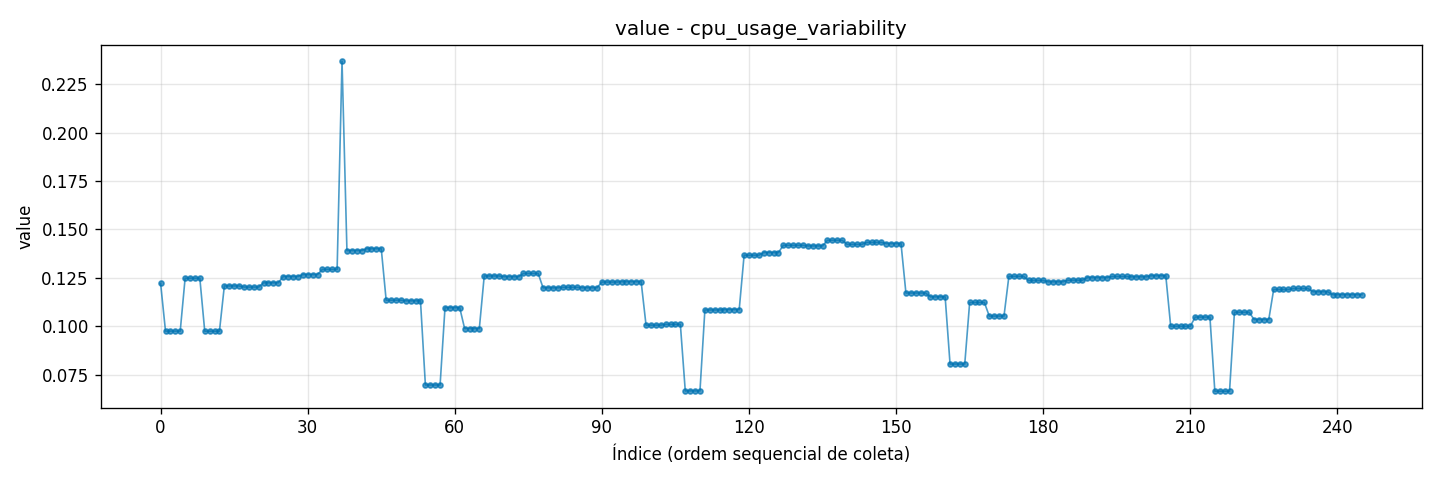 value - cpu_usage_variability
value
0.225
0.200
0.175
0.150
0.125
0.100
0.075
0 30 60 90 120 150 180 210 240
Índice (ordem sequencial de coleta)